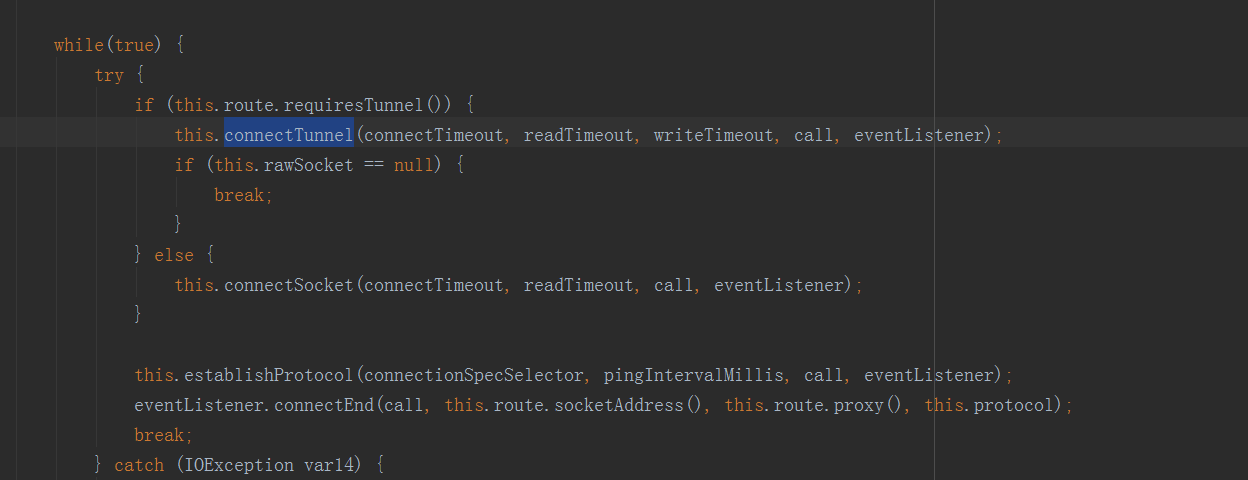 while(true) {
try {
if (this.route.requiresTunnel()) {
this.connectTunnel(connectTimeout, readTimeout, writeTimeout, call, eventListener);
if (this.rawSocket == null) {
break;
}
} else {
this.connectSocket(connectTimeout, readTimeout, call, eventListener);
}
this.establishProtocol(connectionSpecSelector, pingIntervalMillis, call, eventListener);
eventListener.connectEnd(call, this.route.socketAddress(), this.route.proxy(), this.protocol);
break;
} catch (IOException var14) {